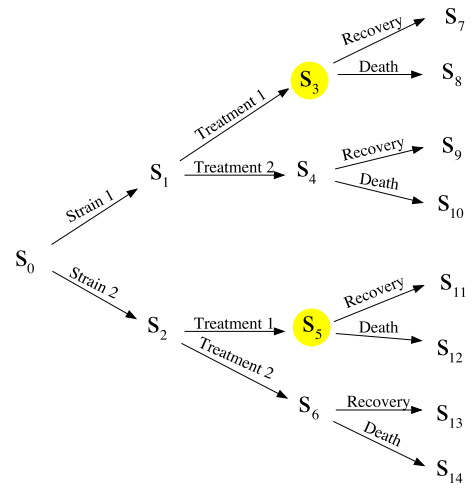 S0
Strain 1
Strain 2
S1
S2
Treatment 1
Treatment 2
Treatment 1
Treatment 2
S3
S4
S5
S6
Recovery
Death
Recovery
Death
Recovery
Death
Recovery
Death
S7
S8
S9
S10
S11
S12
S13
S14